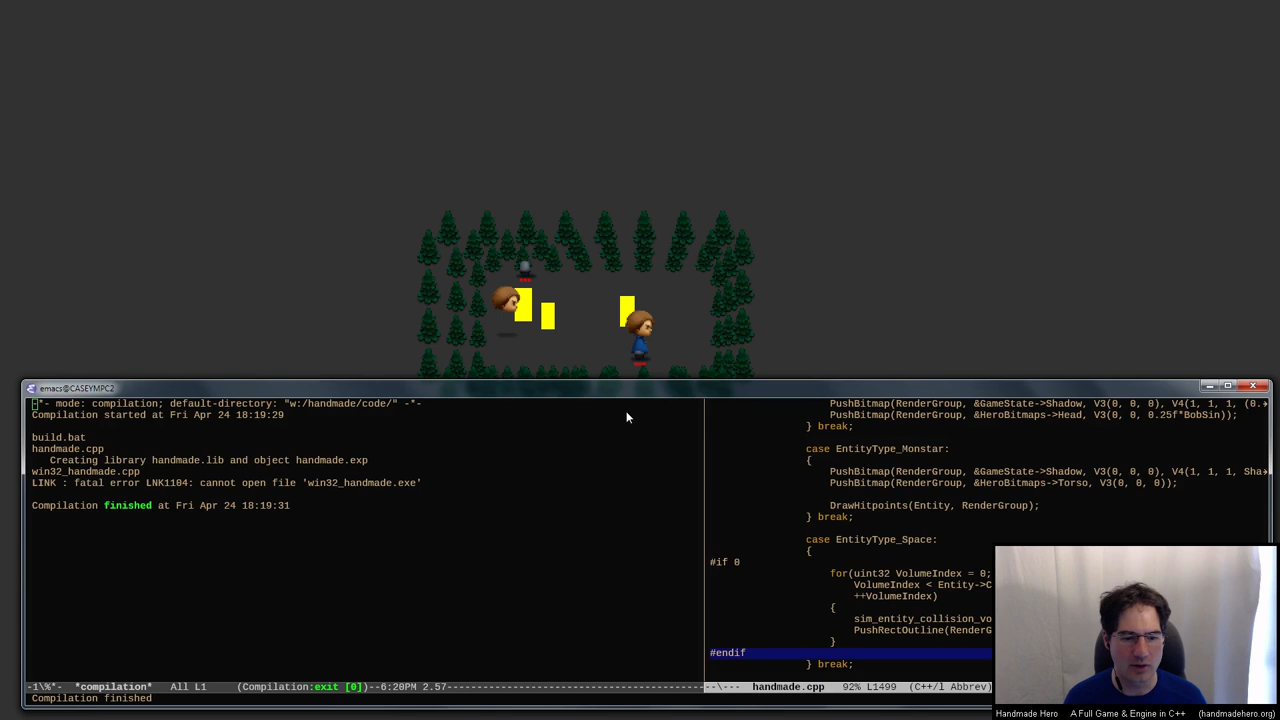 emacs@CASEYMPC2
-*- mode: compilation; default-directory: "w:/handmade/code/" -*-
Compilation started at Fri Apr 24 18:19:29
build.bat
handmade.cpp
Creating library handmade.lib and object handmade.exp
win32_handmade.cpp
LINK : fatal error LNK1104: cannot open file 'win32_handmade.exe'
Compilation finished at Fri Apr 24 18:19:31
-1\%*- *compilation* All L1 (Compilation:exit [0])--6:20PM 2.57
Compilation finished
PushBitmap(RenderGroup, &GameState->Shadow, V3(0, 0, 0), V4(1, 1, 1, (0.
PushBitmap(RenderGroup, &HeroBitmaps->Head, V3(0, 0, 0.25f*BobSin));
} break;
case EntityType_Monstar:
{
PushBitmap(RenderGroup, &GameState->Shadow, V3(0, 0, 0), V4(1, 1, 1, Sha
PushBitmap(RenderGroup, &HeroBitmaps->Torso, V3(0, 0, 0));
DrawHitpoints(Entity, RenderGroup);
} break;
case EntityType_Space:
{
#if 0
for(uint32 VolumeIndex = 0;
VolumeIndex < Entity->C
++VolumeIndex)
{
sim_entity_collision_vo
PushRectOutline(RenderG
}
#endif
} break;
--\--- handmade.cpp 92% L1499 (C++/l Abbrev)
Handmade Hero A Full Game & Engine in C++ (handmadehero.org)